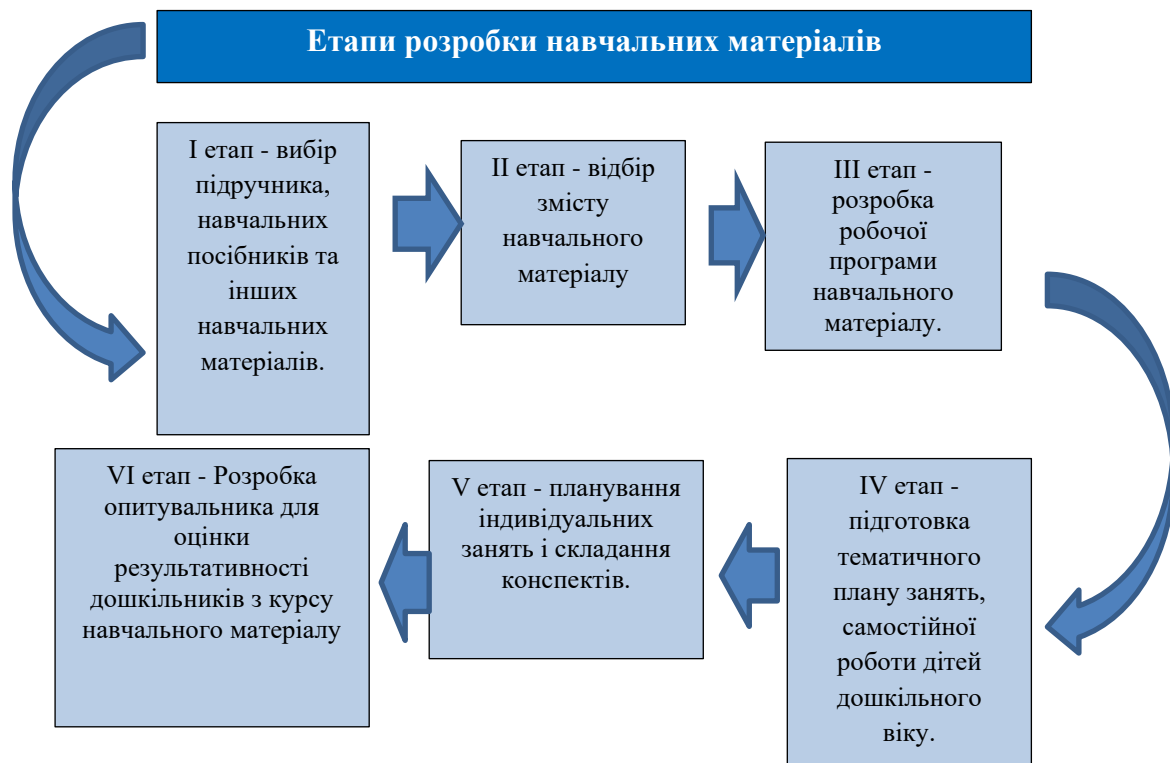 Етапи розробки навчальних матеріалів
І етап - вибір
підручника,
навчальних
посібників та
інших
навчальних
матеріалів.
ІІ етап - відбір
змісту
навчального
матеріалу
ІІІ етап -
розробка
робочої
програми
навчального
матеріалу.
IV етап -
підготовка
тематичного
плану занять,
самостійної
роботи дітей
дошкільного
віку.
V етап - планування
індивідуальних
занять і складання
конспектів.
VI етап - Розробка
опитувальника для
оцінки
результативності
дошкільників з курсу
навчального матеріалу